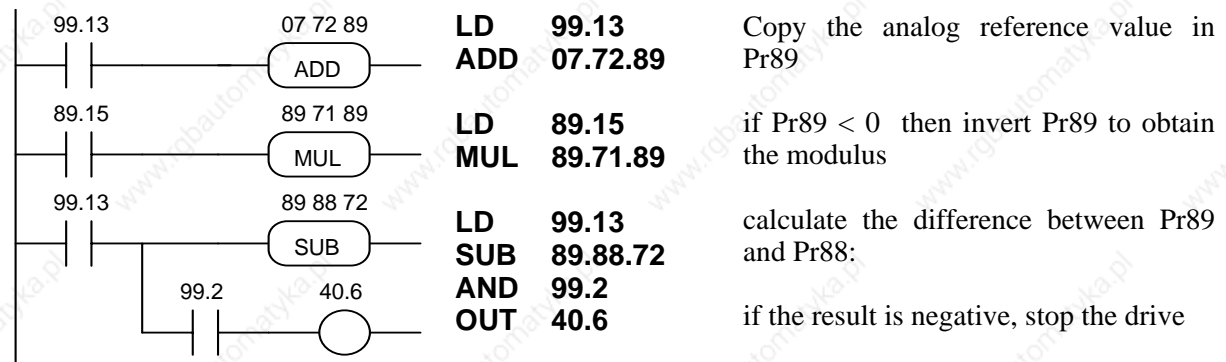 99.13 07 72 89 LD 99.13 Copy the analog reference value in
ADD ADD 07.72.89 Pr89
89.15 89 71 89 LD 89.15 if Pr89 < 0 then invert Pr89 to obtain
MUL MUL 89.71.89 the modulus
99.13 89 88 72 LD 99.13 calculate the difference between Pr89
SUB SUB 89.88.72 and Pr88:
99.2 40.6 AND 99.2
OUT 40.6 if the result is negative, stop the drive
www.rgbautomatyka.pl